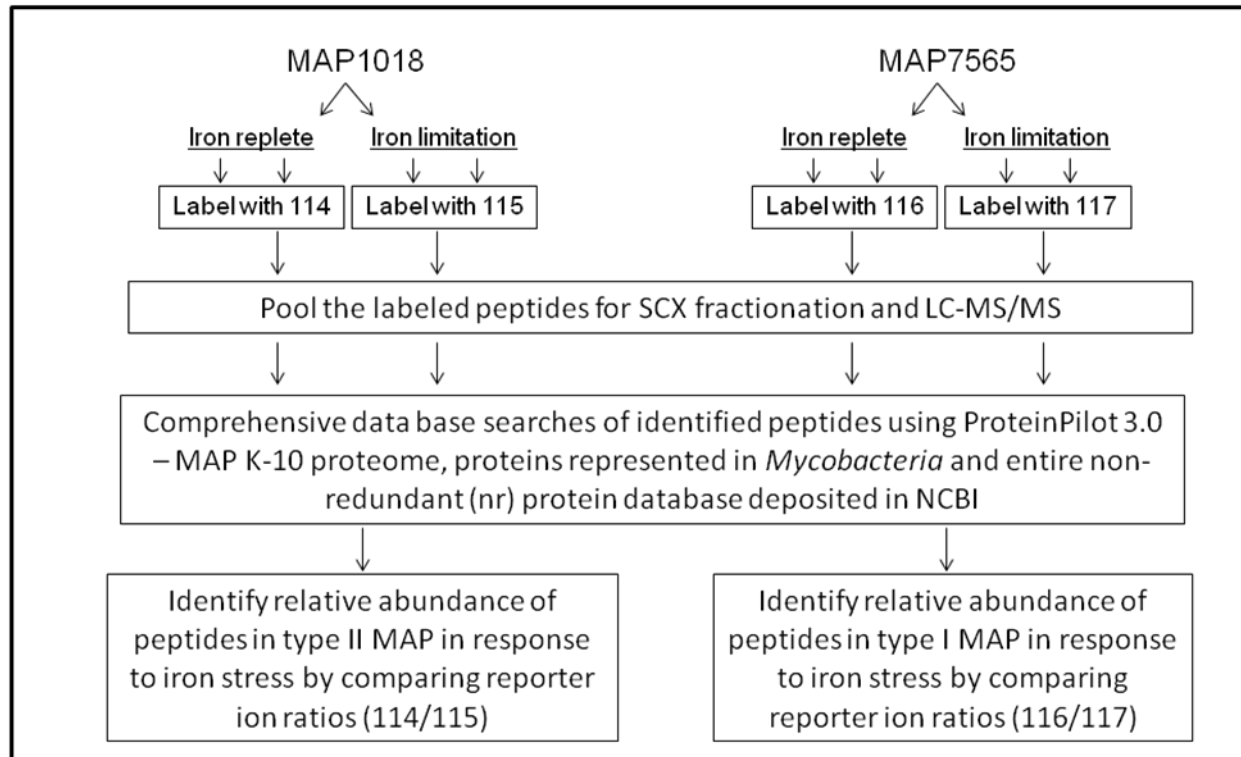 MAP1018 MAP7565
Iron replete Iron limitation Iron replete Iron limitation
Label with 114 Label with 115 Label with 116 Label with 117
Pool the labeled peptides for SCX fractionation and LC-MS/MS
Comprehensive data base searches of identified peptides using ProteinPilot 3.0
– MAP K-10 proteome, proteins represented in Mycobacteria and entire non-
redundant (nr) protein database deposited in NCBI
Identify relative abundance of
peptides in type II MAP in response
to iron stress by comparing reporter
ion ratios (114/115)
Identify relative abundance of
peptides in type I MAP in response
to iron stress by comparing
reporter ion ratios (116/117)